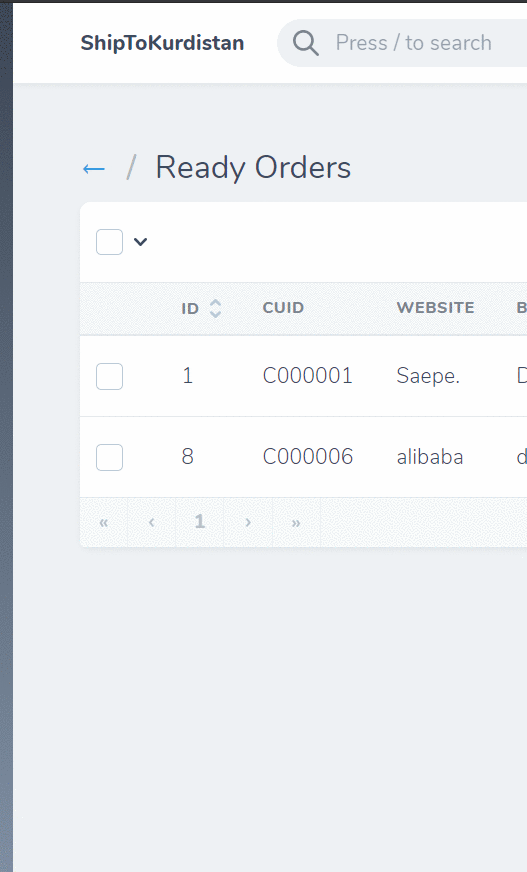 ShipToKurdistan Press / to search
← / Ready Orders
ID CUID WEBSITE
1 C000001 Saepe.
8 C000006 alibaba
« ‹ 1 › »